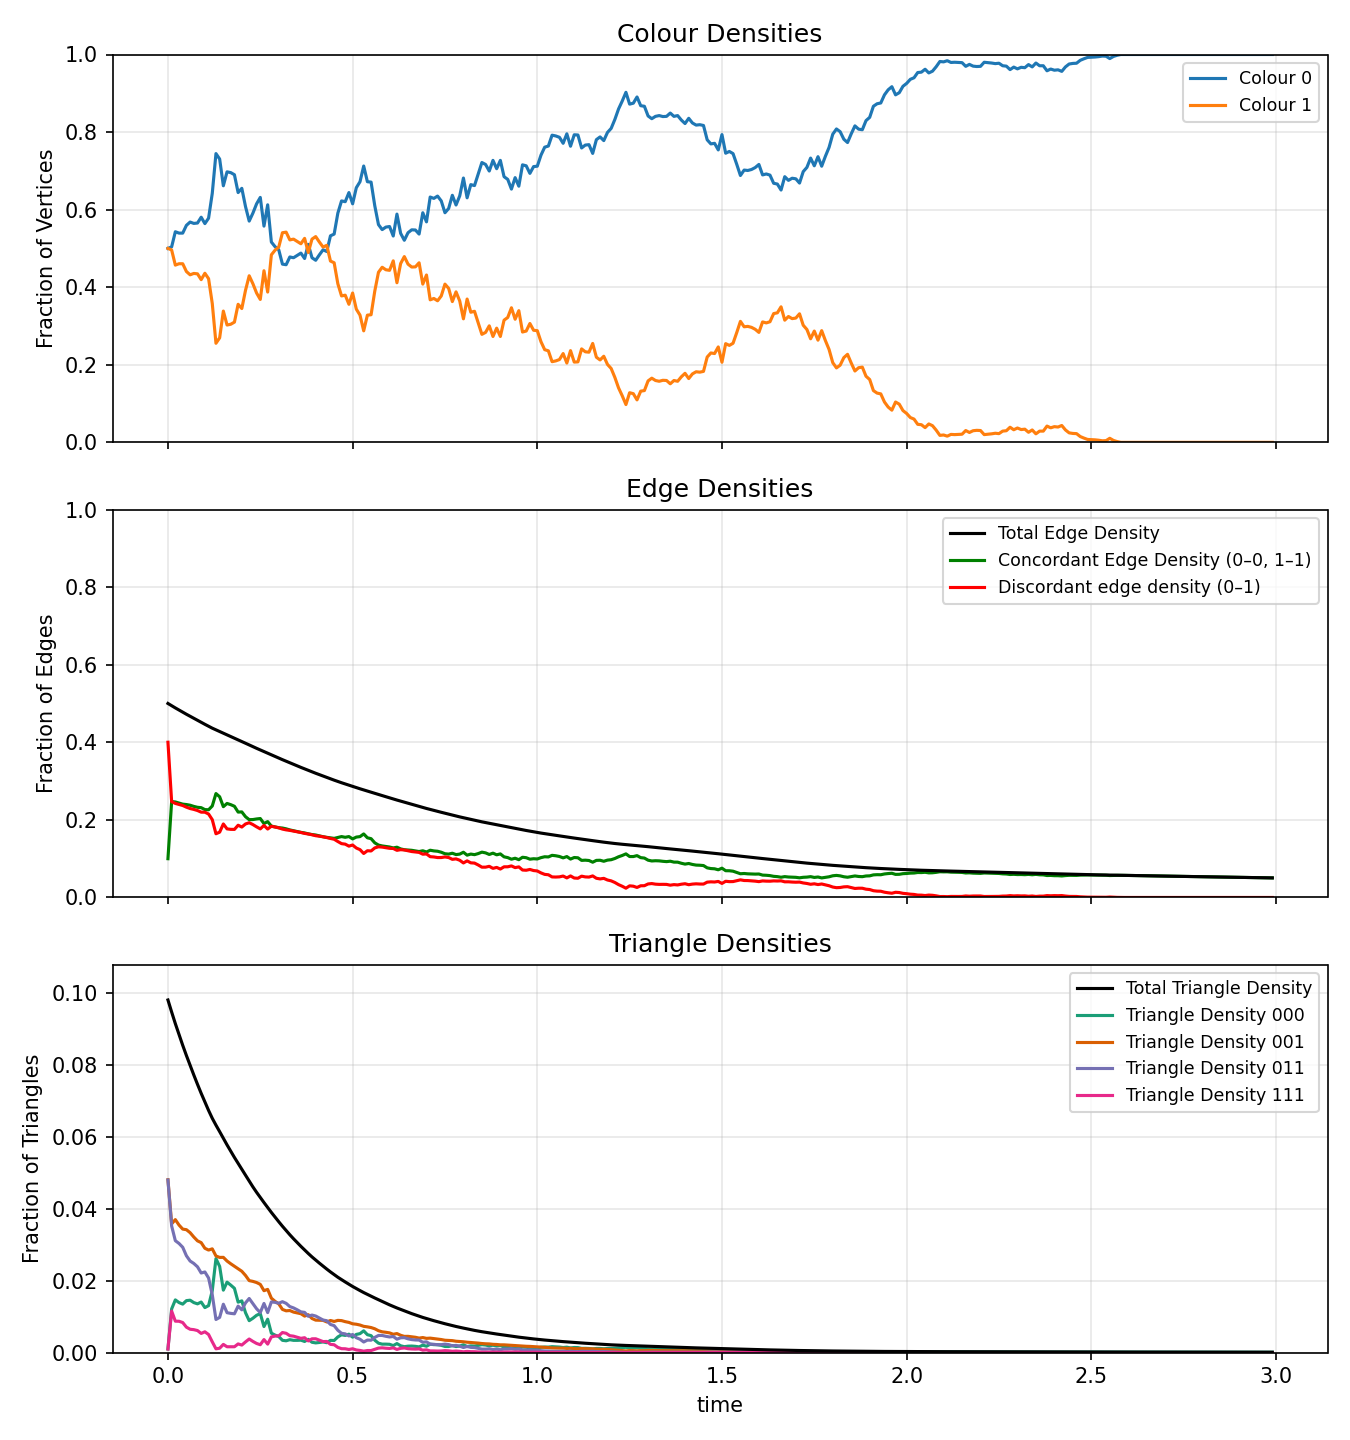 Colour Densities
1.0
0.8
0.6
0.4
0.2
0.0
Fraction of Vertices
Colour 0
Colour 1
Edge Densities
1.0
0.8
0.6
0.4
0.2
0.0
Fraction of Edges
Total Edge Density
Concordant Edge Density (0–0, 1–1)
Discordant edge density (0–1)
Triangle Densities
0.10
0.08
0.06
0.04
0.02
0.00
Fraction of Triangles
Total Triangle Density
Triangle Density 000
Triangle Density 001
Triangle Density 011
Triangle Density 111
0.0 0.5 1.0 1.5 2.0 2.5 3.0
time